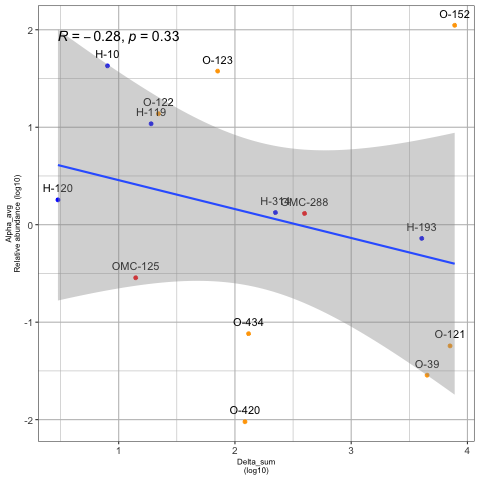 O-152
R = −0.28, p = 0.33
H-10
O-123
O-122
H-119
H-120
H-314
OMC-288
H-193
OMC-125
O-434
O-121
O-39
O-420
2
1
0
-1
-2
1
2
3
4
Alpha_avg
Relative abundance (log10)
Delta_sum
(log10)